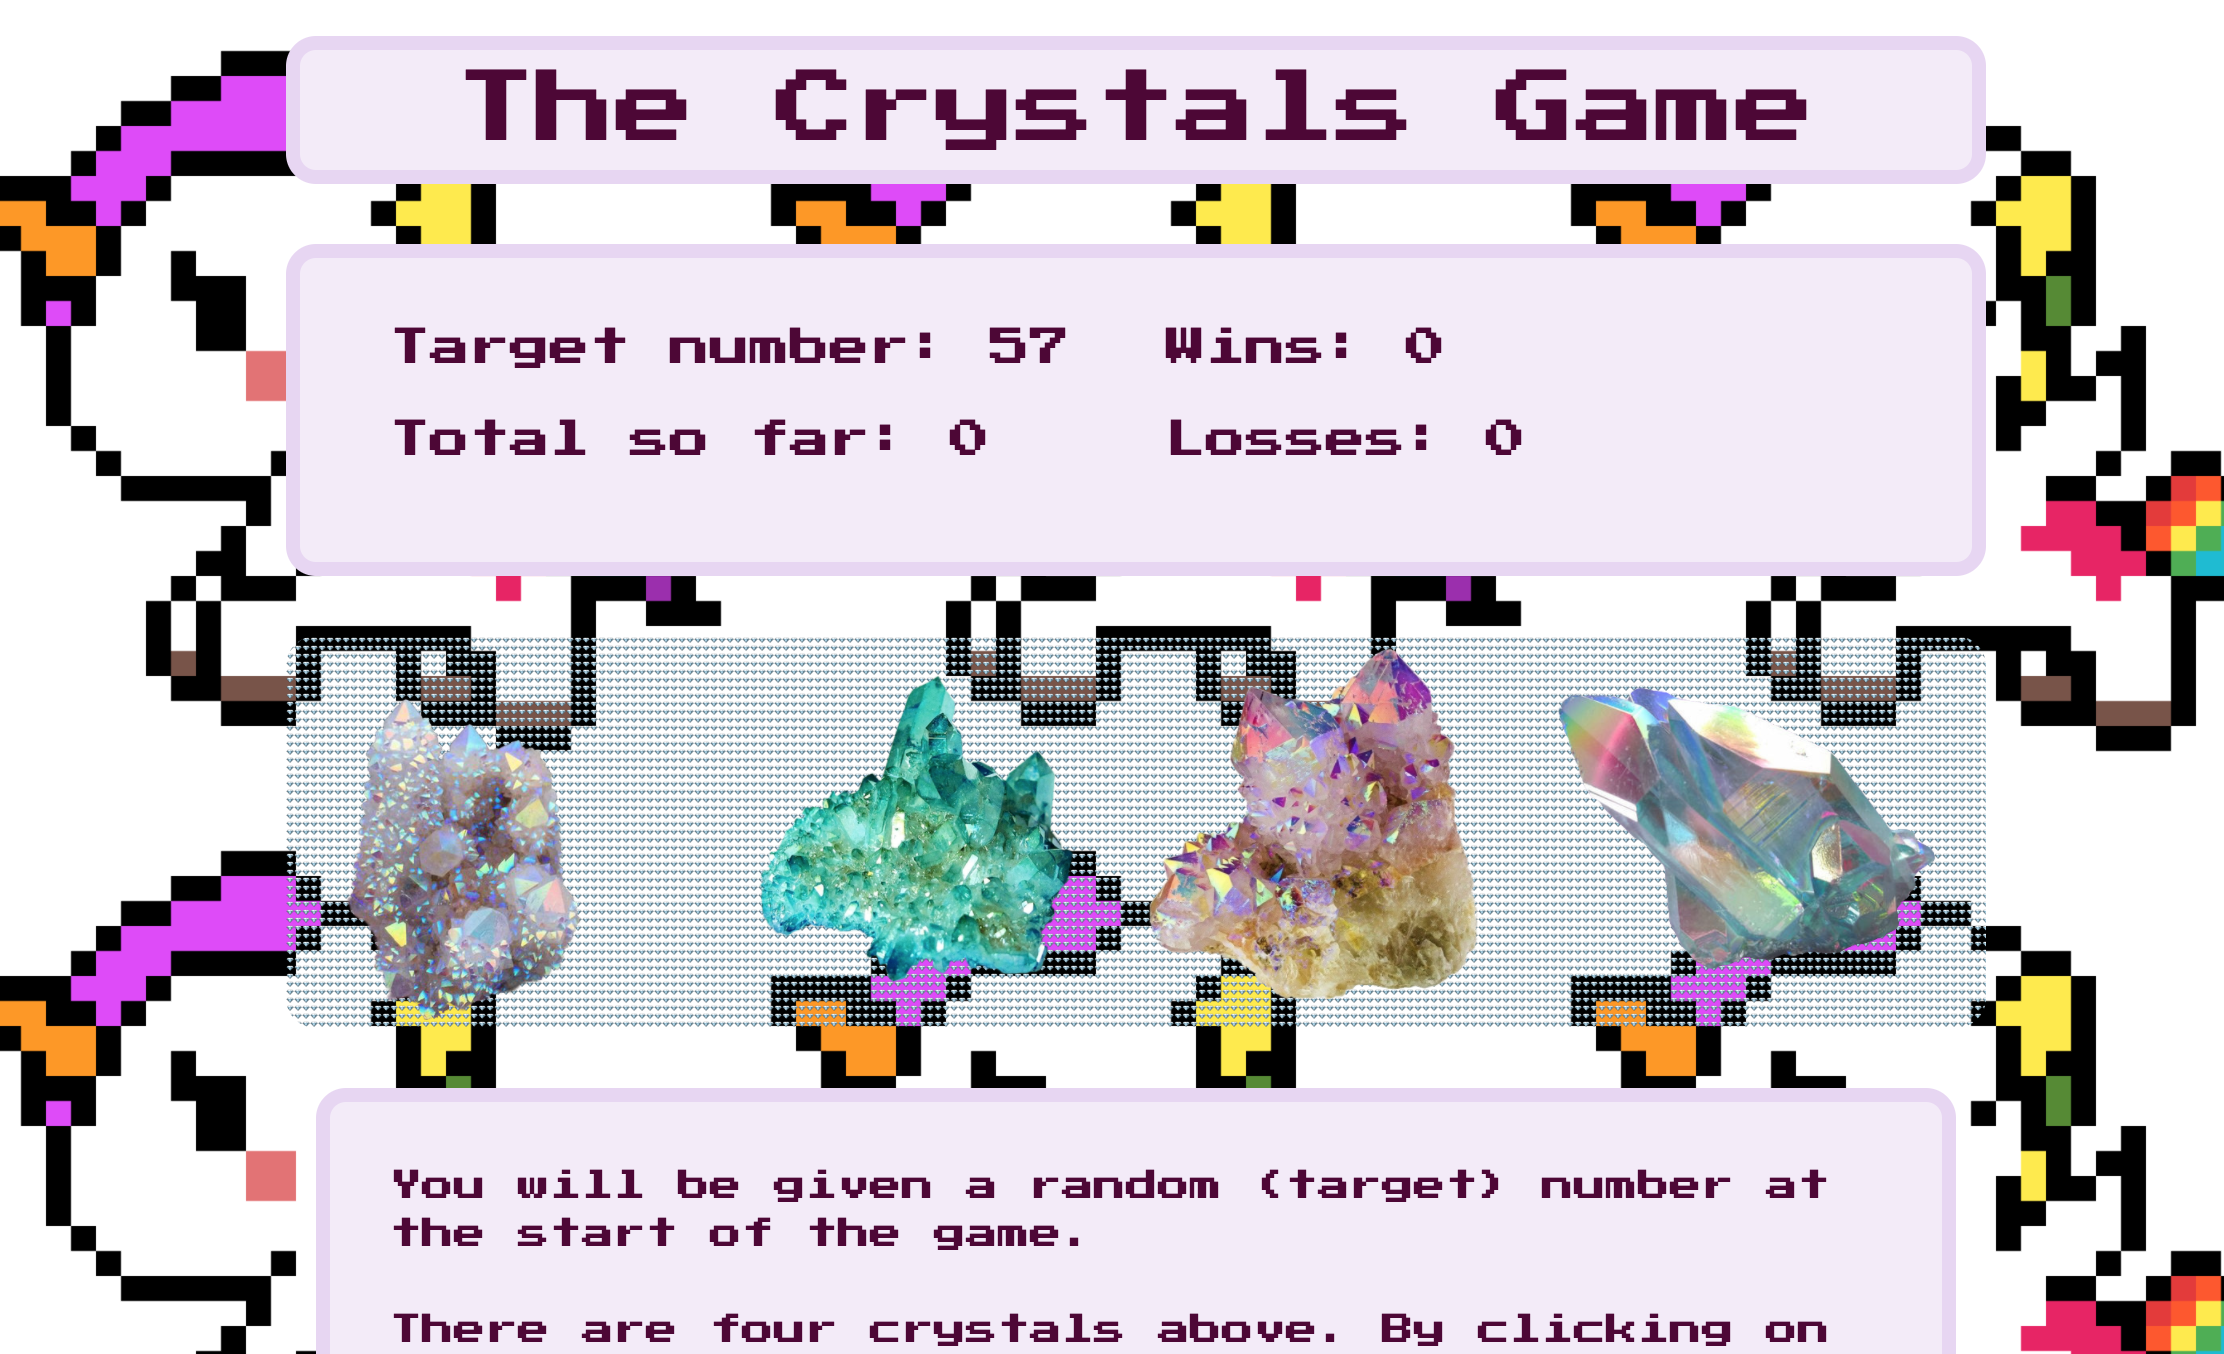 The Crystals Game
Target number: 57 Wins: 0
Total so far: 0 Losses: 0
You will be given a random (target) number at
the start of the game.
There are four crystals above. By clicking on